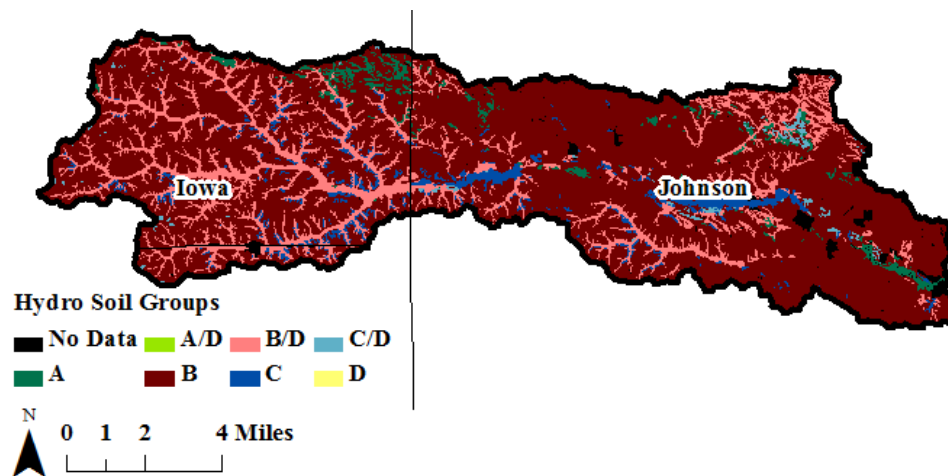 Iowa
Johnson
Hydro Soil Groups
No Data A/D B/D C/D
A B C D
N
0 1 2 4 Miles